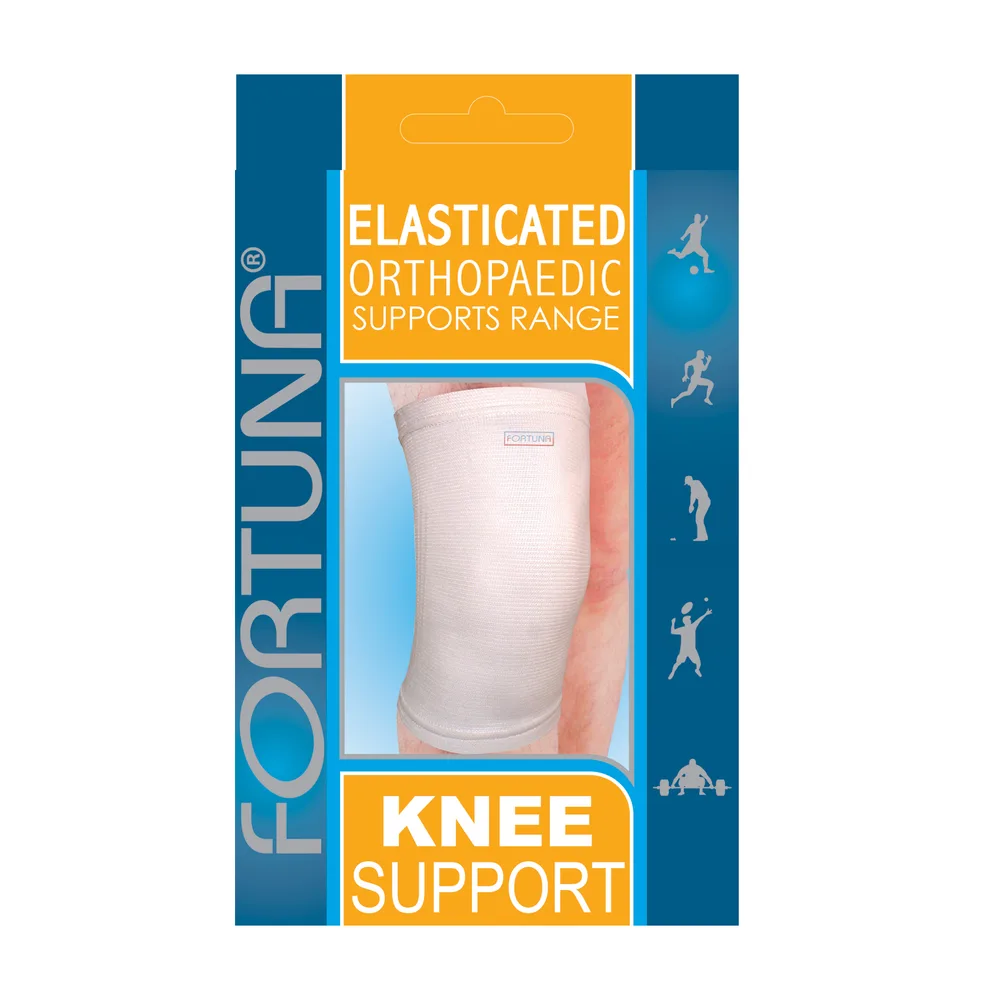 ELASTICATED
ORTHOPAEDIC
SUPPORTS RANGE
FORTUNA®
FORTUNA
KNEE
SUPPORT